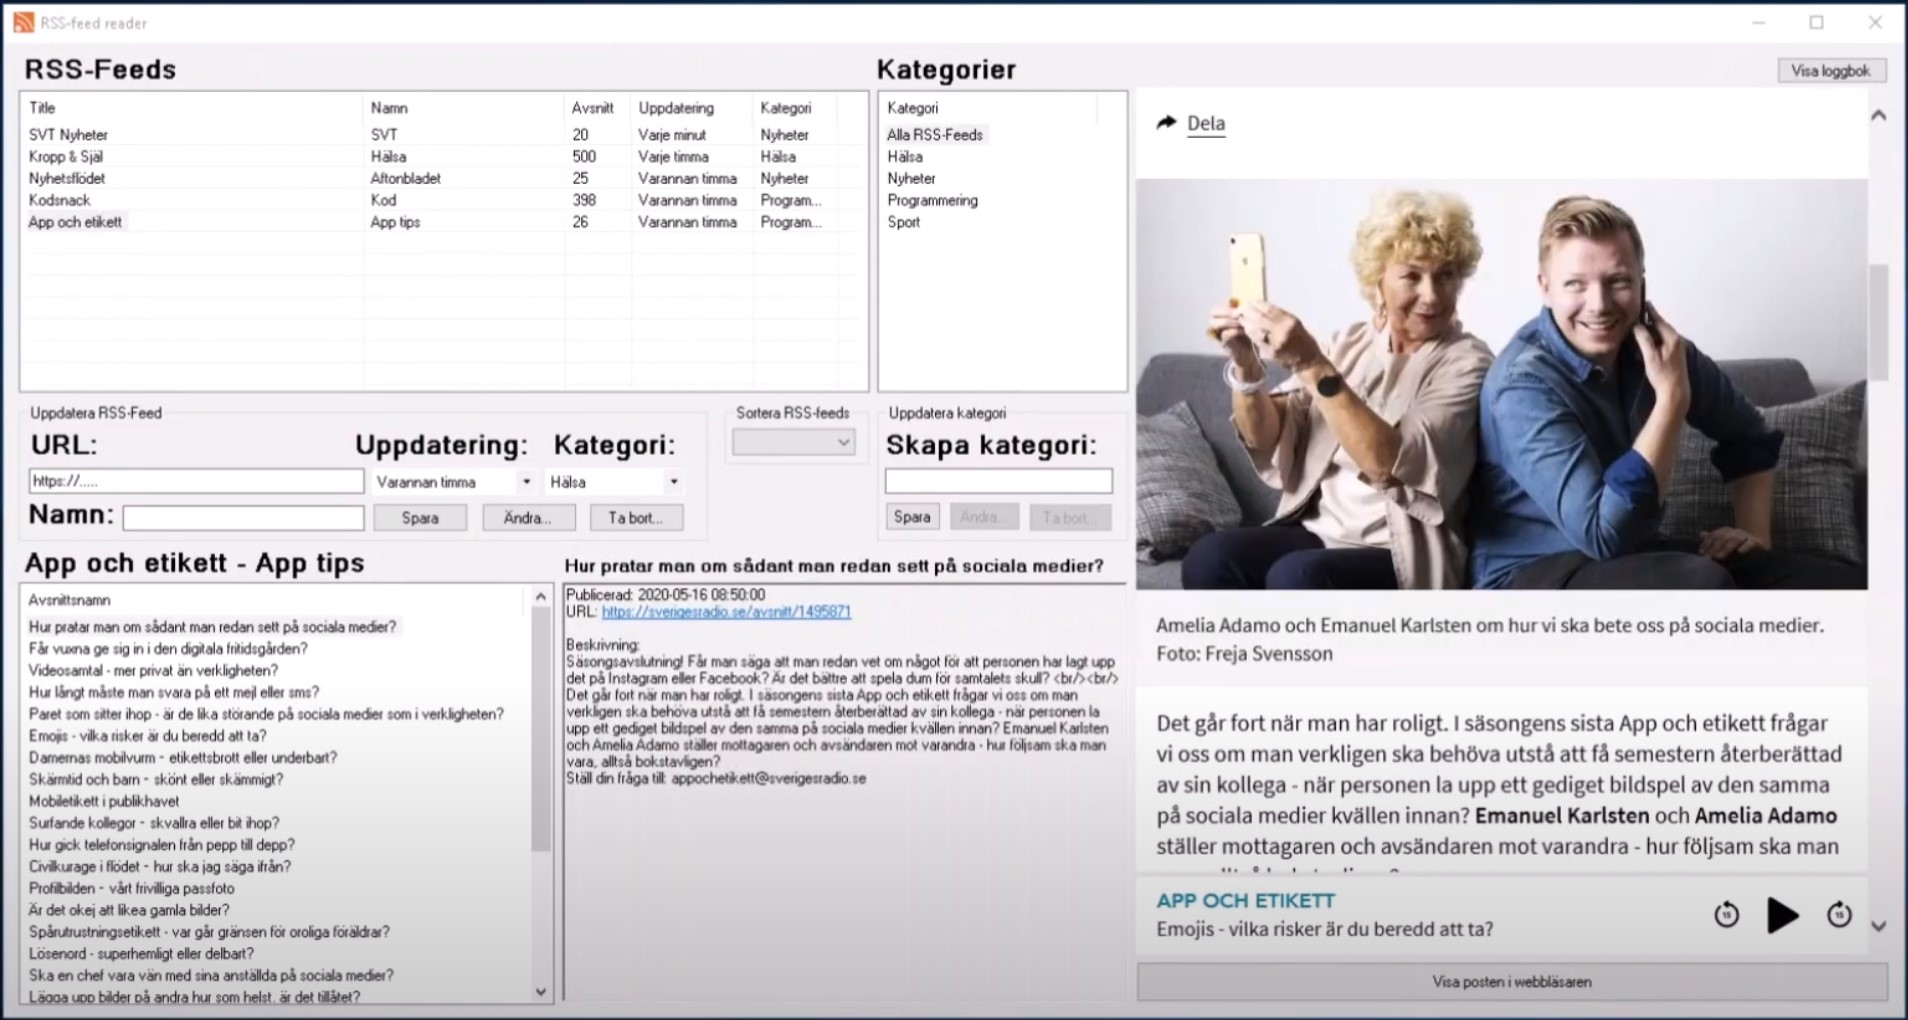 RSS-feed reader
RSS-Feeds
Title Namn Avsnitt Uppdatering Kategori
SVT Nyheter SVT 20 Varje minut Nyheter
Kropp & Själ Hälsa 500 Varje timma Hälsa
Nyhetsflödet Aftonbladet 25 Varannan timma Nyheter
Kodsnack Kod 398 Varannan timma Program...
App och etikett App tips 26 Varannan timma Program...
Kategorier
Kategori
Alla RSS-Feeds
Hälsa
Nyheter
Programmering
Sport
Visa loggbok
Uppdatera RSS-Feed
URL: Uppdatering: Kategori:
https://..... Varannan timma Hälsa
Namn: Spara Ändra... Ta bort...
Sortera RSS-feeds
Uppdatera kategori
Skapa kategori:
Spara Ändra... Ta bort...
App och etikett - App tips
Avsnittsnamn
Hur pratar man om sådant man redan sett på sociala medier?
Får vuxna ge sig in i den digitala fritidsgården?
Videosamtal - mer privat än verkligheten?
Hur långt måste man svara på ett mejl eller sms?
Paret som sitter ihop - är de lika störande på sociala medier som i verkligheten?
Emojis - vilka risker är du beredd att ta?
Damernas mobilvurm - etikettsbrott eller underbart?
Skärmtid och barn - skönt eller skämmigt?
Mobiletikett i publikhavet
Surfande kollegor - skvallra eller bit ihop?
Hur gick telefonsignalen från pepp till depp?
Civilkurage i flödet - hur ska jag säga ifrån?
Profilbilden - vårt frivilliga passfoto
Är det okej att likea gamla bilder?
Spårutrustningsetikett - var går gränsen för oroliga föräldrar?
Lösenord - superhemligt eller delbart?
Ska en chef vara vän med sina anställda på sociala medier?
Lägga upp bilder på andra hur som helst, är det tillåtet?
Hur pratar man om sådant man redan sett på sociala medier?
Publicerad: 2020-05-16 08:50:00
URL: https://sverigesradio.se/avsnitt/1495871
Beskrivning:
Säsongsavslutning! Får man säga att man redan vet om något för att personen har lagt upp
det på Instagram eller Facebook? Är det bättre att spela dum för samtalets skull? <br/><br/>
Det går fort när man har roligt. I säsongens sista App och etikett frågar vi oss om man
verkligen ska behöva utstå att få semestern återberättad av sin kollega - när personen la
upp ett gediget bildspel av den samma på sociala medier kvällen innan? Emanuel Karlsten
och Amelia Adamo ställer mottagaren och avsändaren mot varandra - hur följsam ska man
vara, alltså bokstavligen?
Ställ din fråga till: appochetikett@sverigesradio.se
Dela
Amelia Adamo och Emanuel Karlsten om hur vi ska bete oss på sociala medier.
Foto: Freja Svensson
Det går fort när man har roligt. I säsongens sista App och etikett frågar
vi oss om man verkligen ska behöva utstå att få semestern återberättad
av sin kollega - när personen la upp ett gediget bildspel av den samma
på sociala medier kvällen innan? Emanuel Karlsten och Amelia Adamo
ställer mottagaren och avsändaren mot varandra - hur följsam ska man
APP OCH ETIKETT
Emojis - vilka risker är du beredd att ta?
15 15
Visa posten i webbläsaren